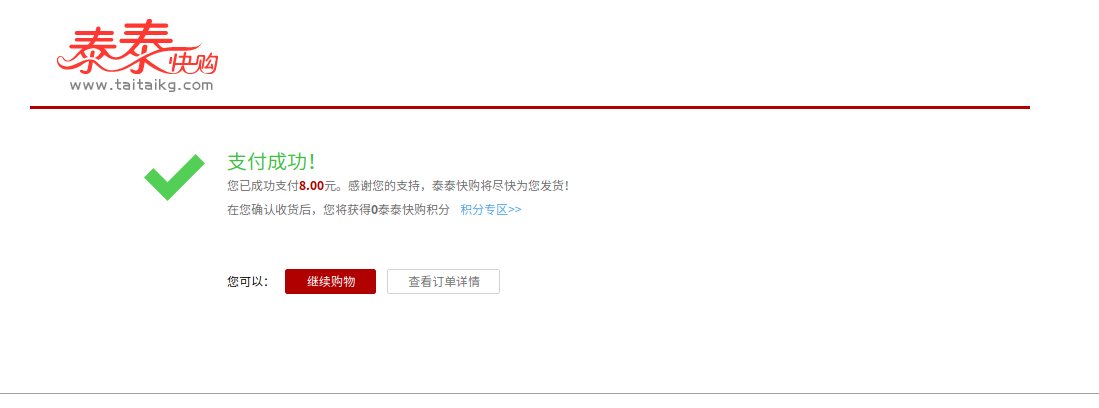 泰泰快购
www.taitaikg.com
支付成功！
您已成功支付8.00元。感谢您的支持，泰泰快购将尽快为您发货！
在您确认收货后，您将获得0泰泰快购积分 积分专区>>
您可以： 继续购物 查看订单详情